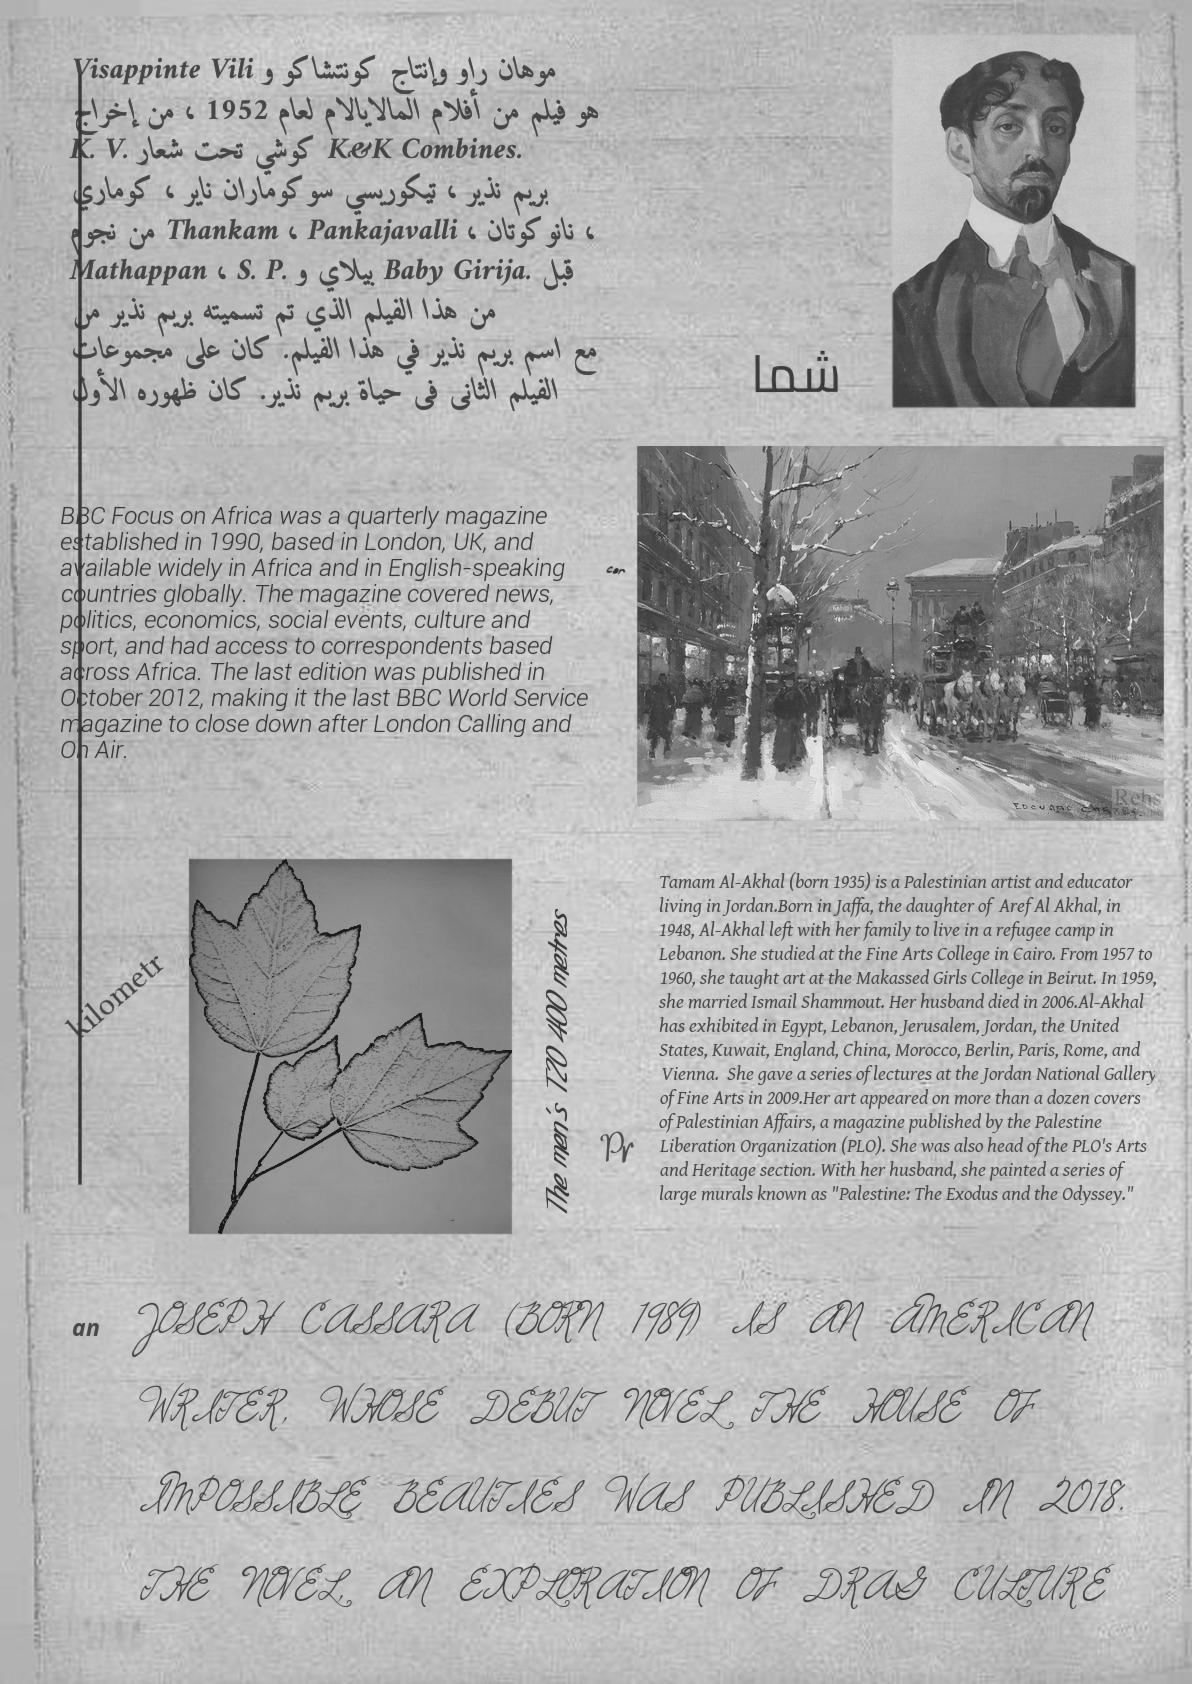 Visappinte Vili موهان راو وإنتاج كونتشاكو و
هو فيلم من أفلام المالايالام لعام 1952 ، من إخراج
K. V. كوشي تحت شعار K&K Combines.
بريم نذير ، تيكوريسي سوكوماران ناير ، كوماري
من نجوم Thankam ، Pankajavalli ، نانوكوتان ،
Mathappan ، S. P. بيلاي و Baby Girija. قبل
من هذا الفيلم الذي تم تسميته بريم نذير من
مع اسم بريم نذير في هذا الفيلم. كان على مجموعات
الفيلم الثاني في حياة بريم نذير. كان ظهوره الأول
شما
BBC Focus on Africa was a quarterly magazine
established in 1990, based in London, UK, and
available widely in Africa and in English-speaking
countries globally. The magazine covered news,
politics, economics, social events, culture and
sport, and had access to correspondents based
across Africa. The last edition was published in
October 2012, making it the last BBC World Service
magazine to close down after London Calling and
On Air.
can
EDOUARD CORTES.
Rehs
kilometr
The men's T20 400 metres
Pr
Tamam Al-Akhal (born 1935) is a Palestinian artist and educator
living in Jordan.Born in Jaffa, the daughter of Aref Al Akhal, in
1948, Al-Akhal left with her family to live in a refugee camp in
Lebanon. She studied at the Fine Arts College in Cairo. From 1957 to
1960, she taught art at the Makassed Girls College in Beirut. In 1959,
she married Ismail Shammout. Her husband died in 2006.Al-Akhal
has exhibited in Egypt, Lebanon, Jerusalem, Jordan, the United
States, Kuwait, England, China, Morocco, Berlin, Paris, Rome, and
Vienna. She gave a series of lectures at the Jordan National Gallery
of Fine Arts in 2009.Her art appeared on more than a dozen covers
of Palestinian Affairs, a magazine published by the Palestine
Liberation Organization (PLO). She was also head of the PLO's Arts
and Heritage section. With her husband, she painted a series of
large murals known as "Palestine: The Exodus and the Odyssey."
an
JOSEPH CASSARA (BORN 1989) IS AN AMERICAN
WRITER, WHOSE DEBUT NOVEL THE HOUSE OF
IMPOSSIBLE BEAUTIES WAS PUBLISHED IN 2018.
THE NOVEL, AN EXPLORATION OF DRAG CULTURE